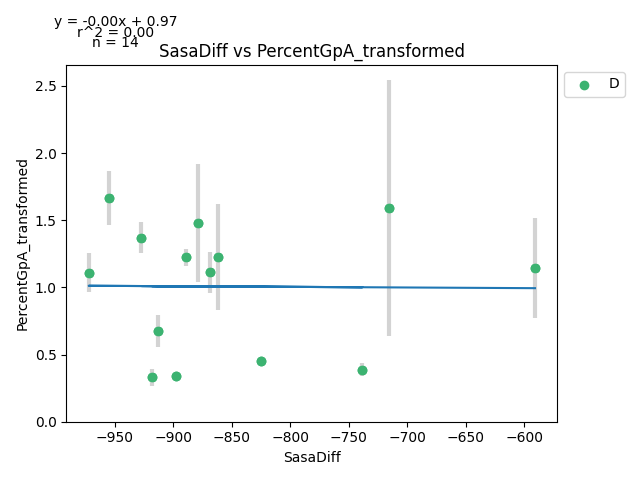 y = -0.00x + 0.97
r^2 = 0.00
n = 14
SasaDiff vs PercentGpA_transformed
D
PercentGpA_transformed
2.5
2.0
1.5
1.0
0.5
0.0
−950 −900 −850 −800 −750 −700 −650 −600
SasaDiff